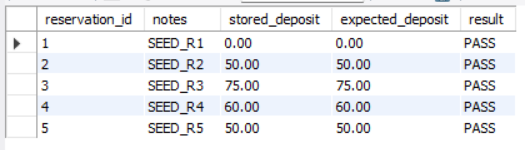 reservation_id notes stored_deposit expected_deposit result
1 SEED_R1 0.00 0.00 PASS
2 SEED_R2 50.00 50.00 PASS
3 SEED_R3 75.00 75.00 PASS
4 SEED_R4 60.00 60.00 PASS
5 SEED_R5 50.00 50.00 PASS